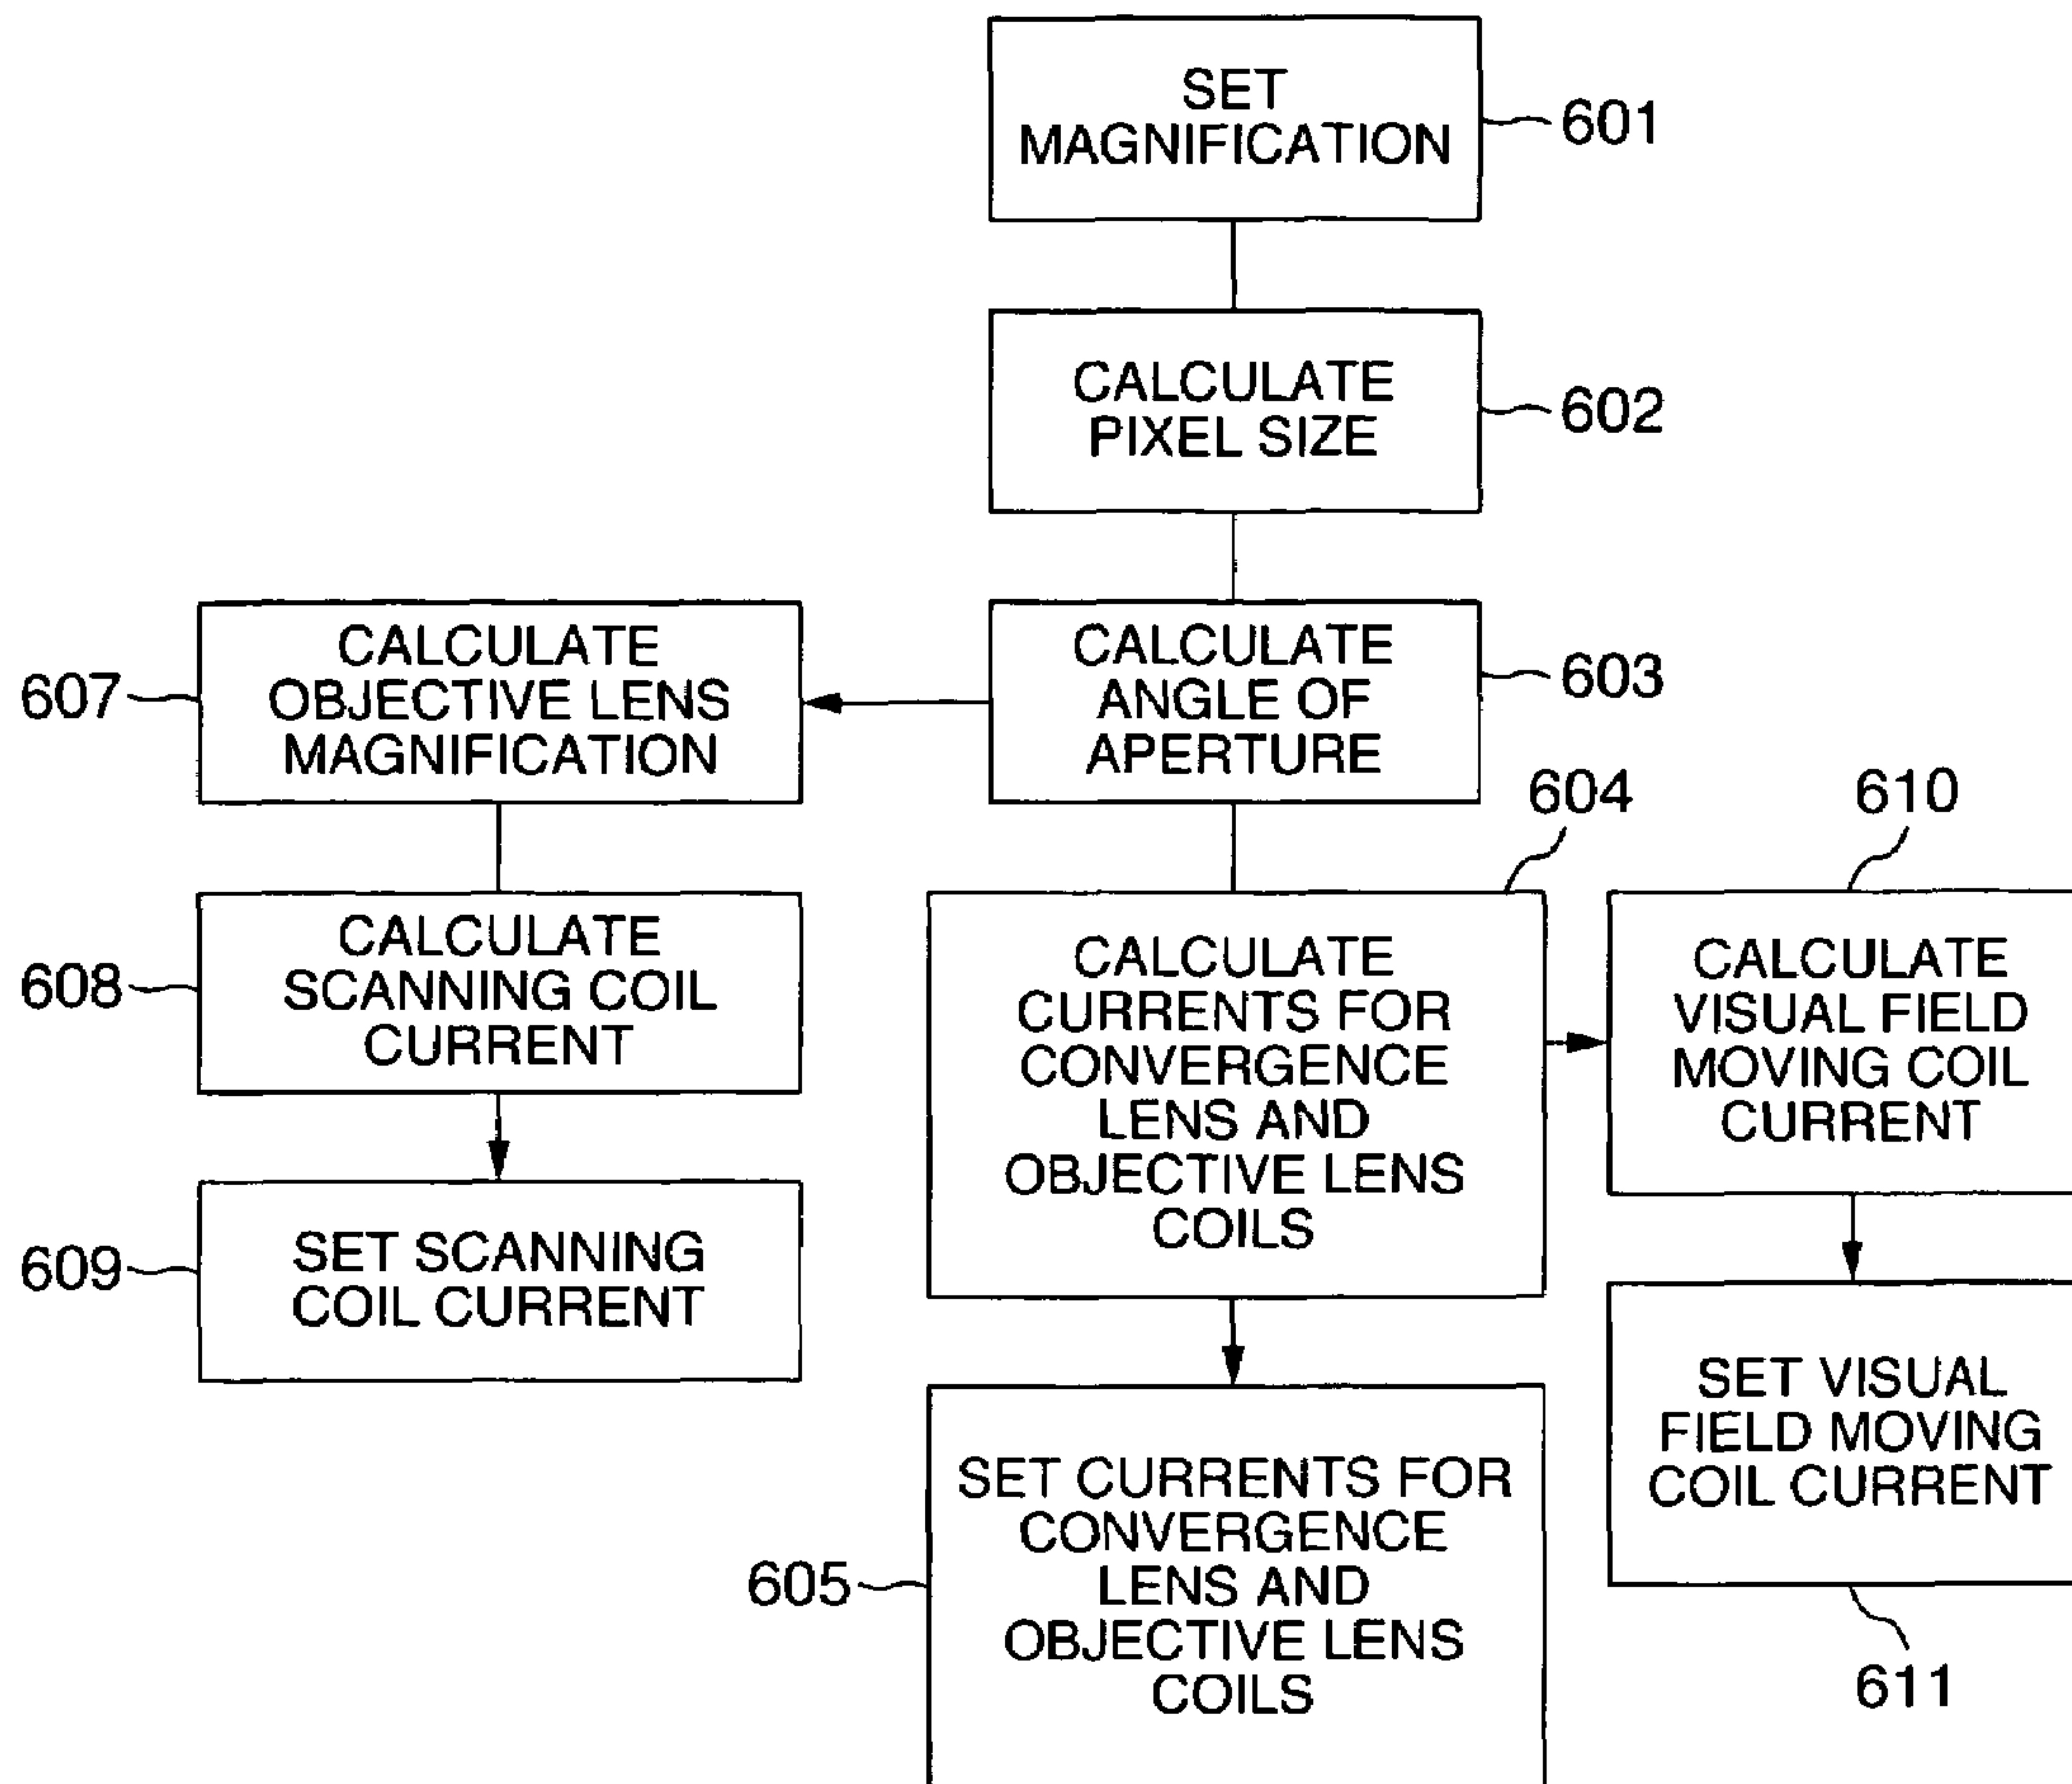 SET
MAGNIFICATION
601
CALCULATE
PIXEL SIZE
602
CALCULATE
OBJECTIVE LENS
MAGNIFICATION
607
CALCULATE
ANGLE OF
APERTURE
603
604
610
CALCULATE
SCANNING COIL
CURRENT
608
CALCULATE
CURRENTS FOR
CONVERGENCE
LENS AND
OBJECTIVE LENS
COILS
CALCULATE
VISUAL FIELD
MOVING COIL
CURRENT
SET SCANNING
COIL CURRENT
609
SET CURRENTS FOR
CONVERGENCE
LENS AND
OBJECTIVE LENS
COILS
605
SET VISUAL
FIELD MOVING
COIL CURRENT
611